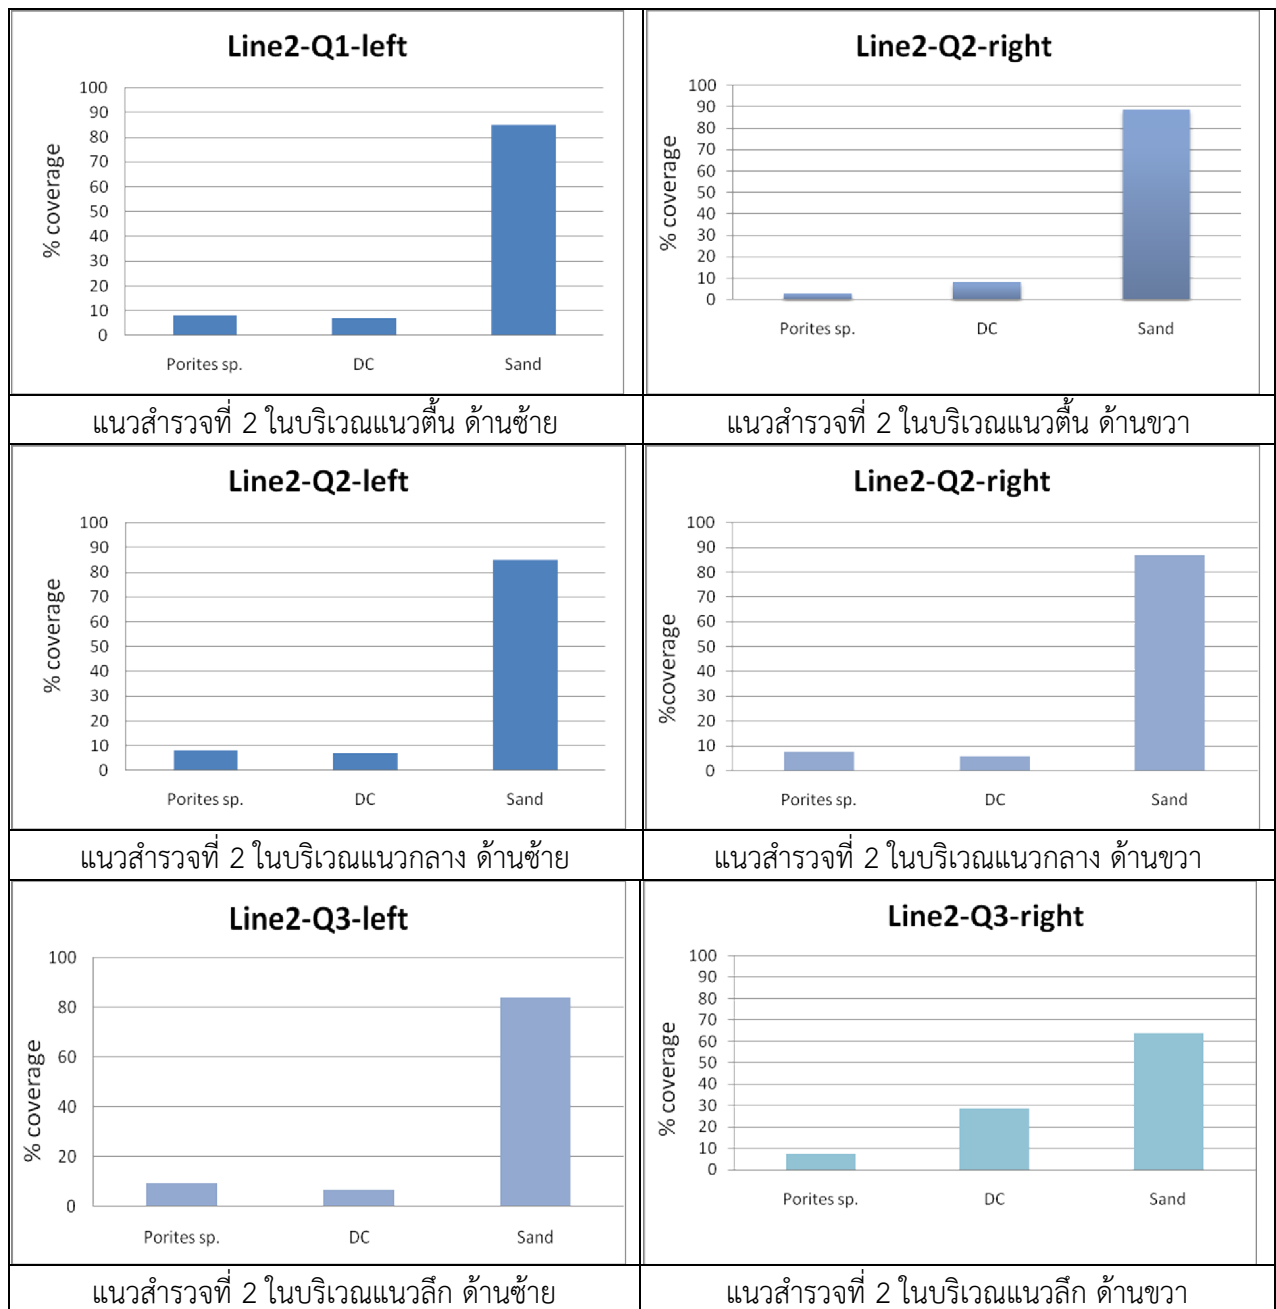 Line2-Q1-left
% coverage
100
90
80
70
60
50
40
30
20
10
0
Porites sp. DC Sand
แนวสำรวจที่ 2 ในบริเวณแนวตื้น ด้านซ้าย
Line2-Q2-right
% coverage
100
90
80
70
60
50
40
30
20
10
0
Porites sp. DC Sand
แนวสำรวจที่ 2 ในบริเวณแนวตื้น ด้านขวา
Line2-Q2-left
% coverage
100
90
80
70
60
50
40
30
20
10
0
Porites sp. DC Sand
แนวสำรวจที่ 2 ในบริเวณแนวกลาง ด้านซ้าย
Line2-Q2-right
%coverage
100
90
80
70
60
50
40
30
20
10
0
Porites sp. DC Sand
แนวสำรวจที่ 2 ในบริเวณแนวกลาง ด้านขวา
Line2-Q3-left
% coverage
100
80
60
40
20
0
Porites sp. DC Sand
แนวสำรวจที่ 2 ในบริเวณแนวลึก ด้านซ้าย
Line2-Q3-right
% coverage
100
90
80
70
60
50
40
30
20
10
0
Porites sp. DC Sand
แนวสำรวจที่ 2 ในบริเวณแนวลึก ด้านขวา